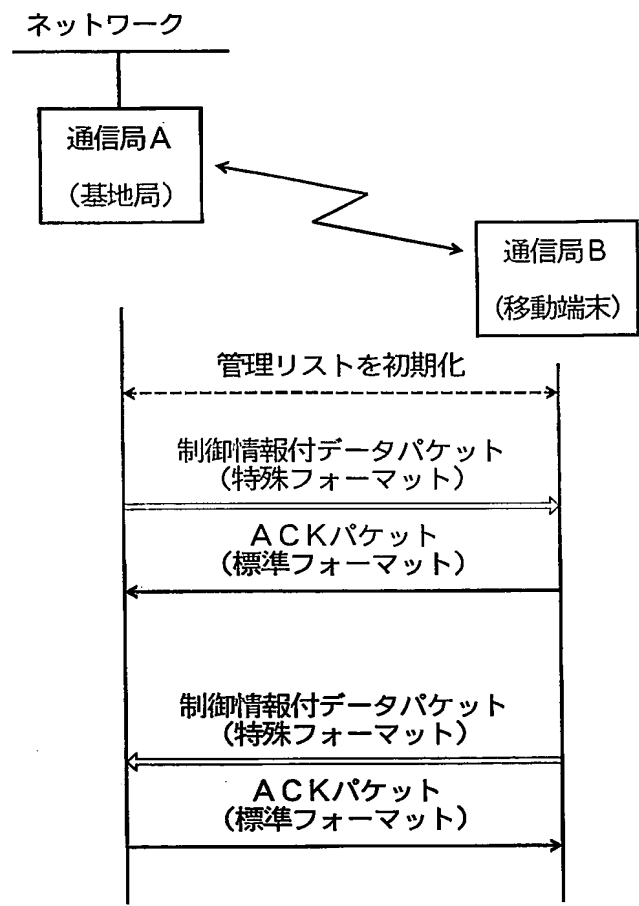 ネットワーク
通信局A
(基地局)
通信局B
(移動端末)
管理リストを初期化
制御情報付データパケット
(特殊フォーマット)
ACKパケット
(標準フォーマット)
制御情報付データパケット
(特殊フォーマット)
ACKパケット
(標準フォーマット)